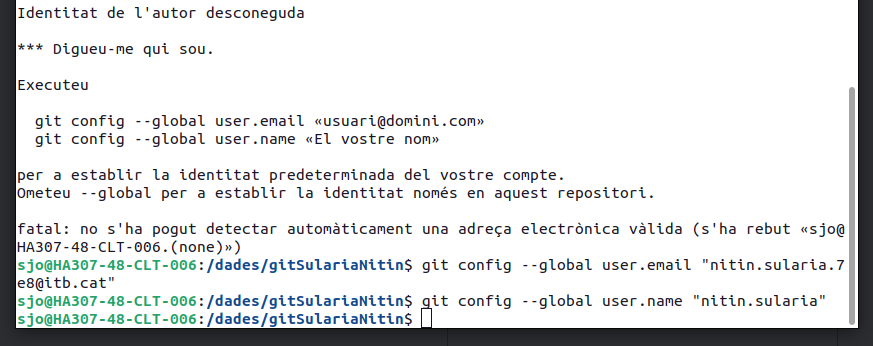 Identitat de l'autor desconeguda
*** Digueu-me qui sou.
Executeu
git config --global user.email «usuari@domini.com»
git config --global user.name «El vostre nom»
per a establir la identitat predeterminada del vostre compte.
Ometeu --global per a establir la identitat només en aquest repositori.
fatal: no s'ha pogut detectar automàticament una adreça electrònica vàlida (s'ha rebut «sjo@
HA307-48-CLT-006.(none)»)
sjo@HA307-48-CLT-006:/dades/gitSulariaNitin$ git config --global user.email "nitin.sularia.7
e8@itb.cat"
sjo@HA307-48-CLT-006:/dades/gitSulariaNitin$ git config --global user.name "nitin.sularia"
sjo@HA307-48-CLT-006:/dades/gitSulariaNitin$